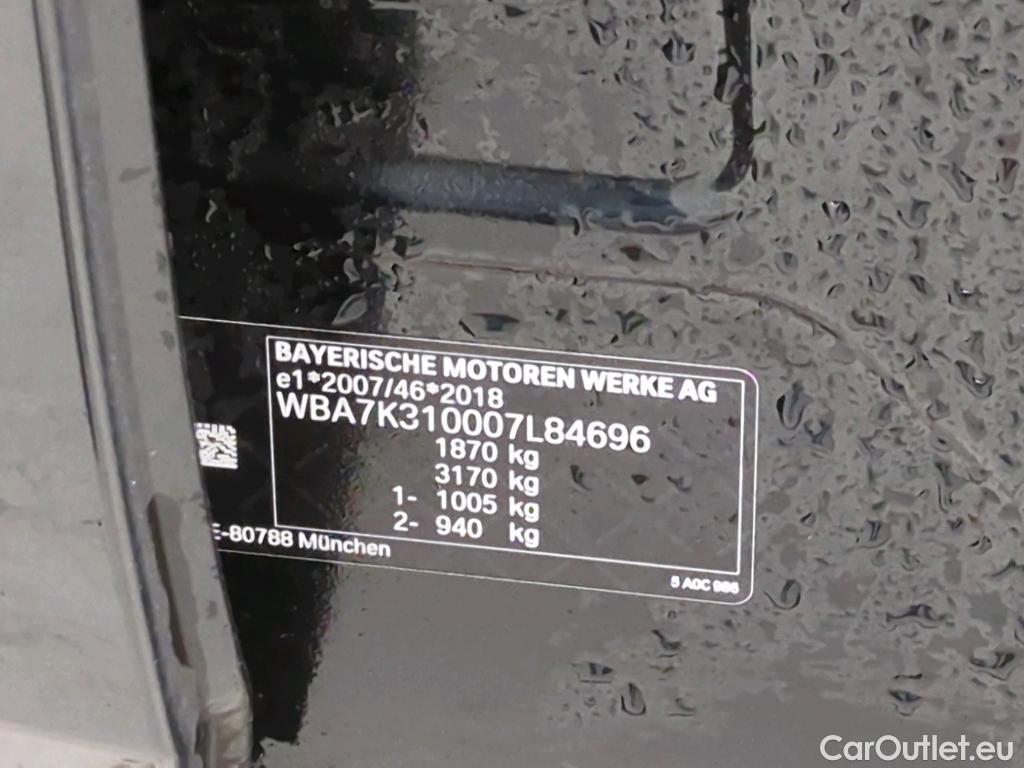 BAYERISCHE MOTOREN WERKE AG
e1*2007/46*2018
WBA7K310007L84696
1870 kg
3170 kg
1- 1005 kg
2- 940 kg
E-80788 München
5 A0C 986
CarOutlet.eu